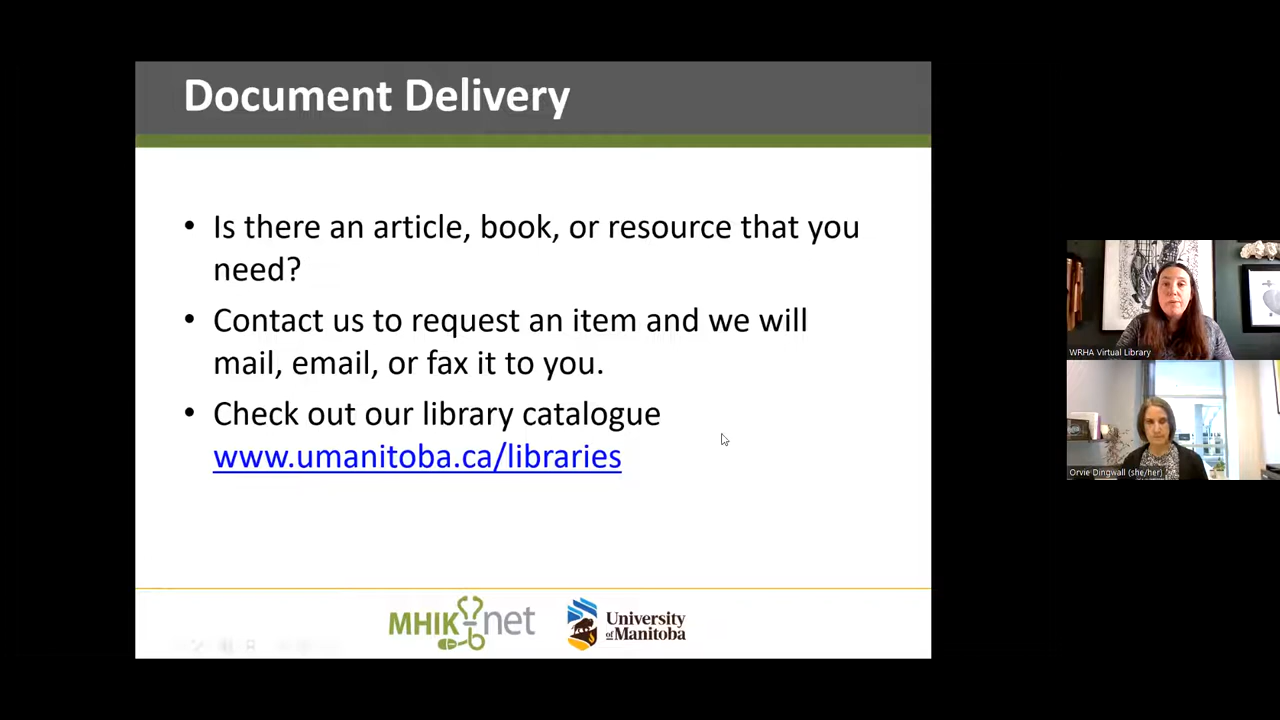 Document Delivery
• Is there an article, book, or resource that you
need?
• Contact us to request an item and we will
mail, email, or fax it to you.
• Check out our library catalogue
www.umanitoba.ca/libraries
MHIK-net
University
of Manitoba
WRHA Virtual Library
Orvie Dingwall (she/her)